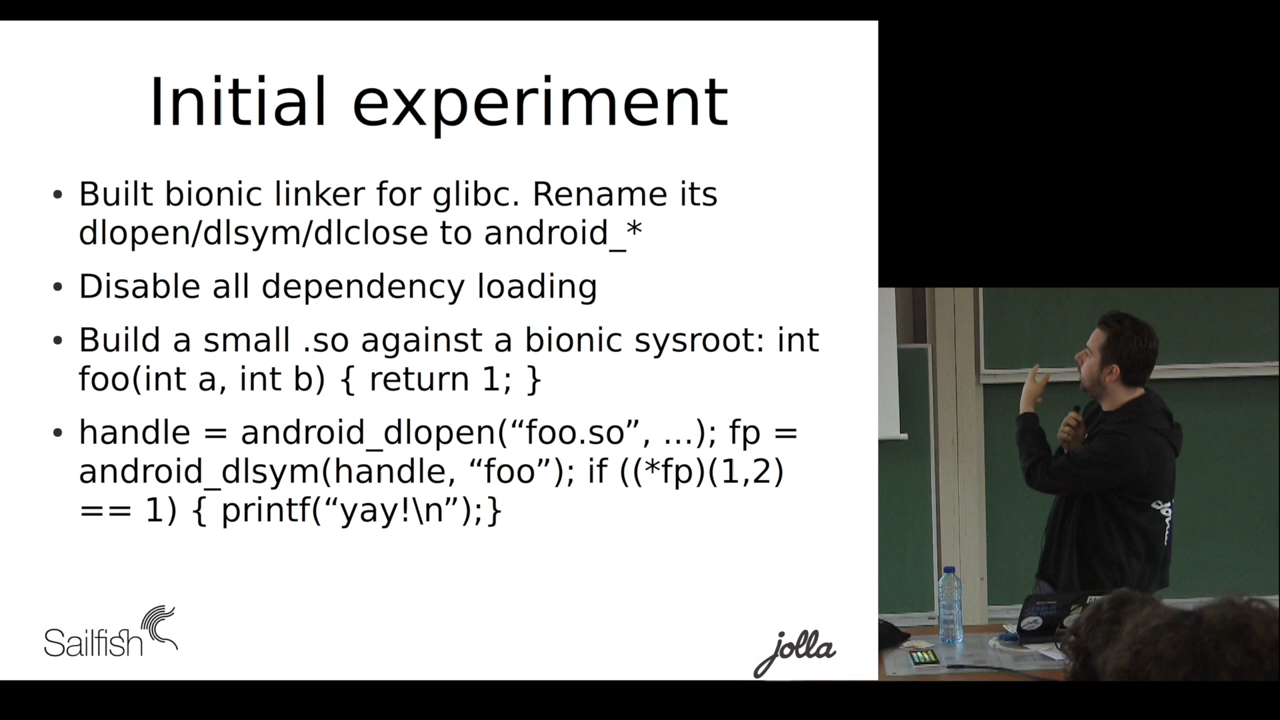 Initial experiment
• Built bionic linker for glibc. Rename its
dlopen/dlsym/dlclose to android_*
• Disable all dependency loading
• Build a small .so against a bionic sysroot: int
foo(int a, int b) { return 1; }
• handle = android_dlopen(“foo.so”, ...); fp =
android_dlsym(handle, “foo”); if ((*fp)(1,2)
== 1) { printf(“yay!\n”);}
Sailfish
jolla